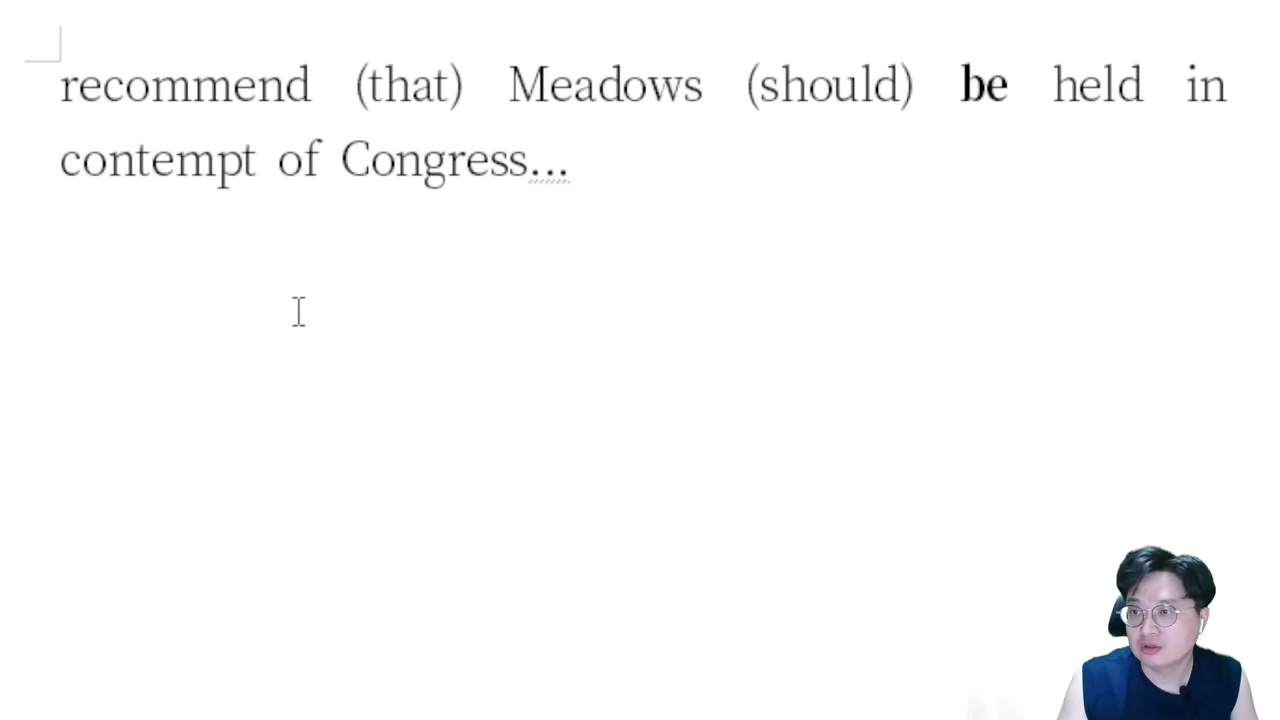 recommend (that) Meadows (should) be held in
contempt of Congress...